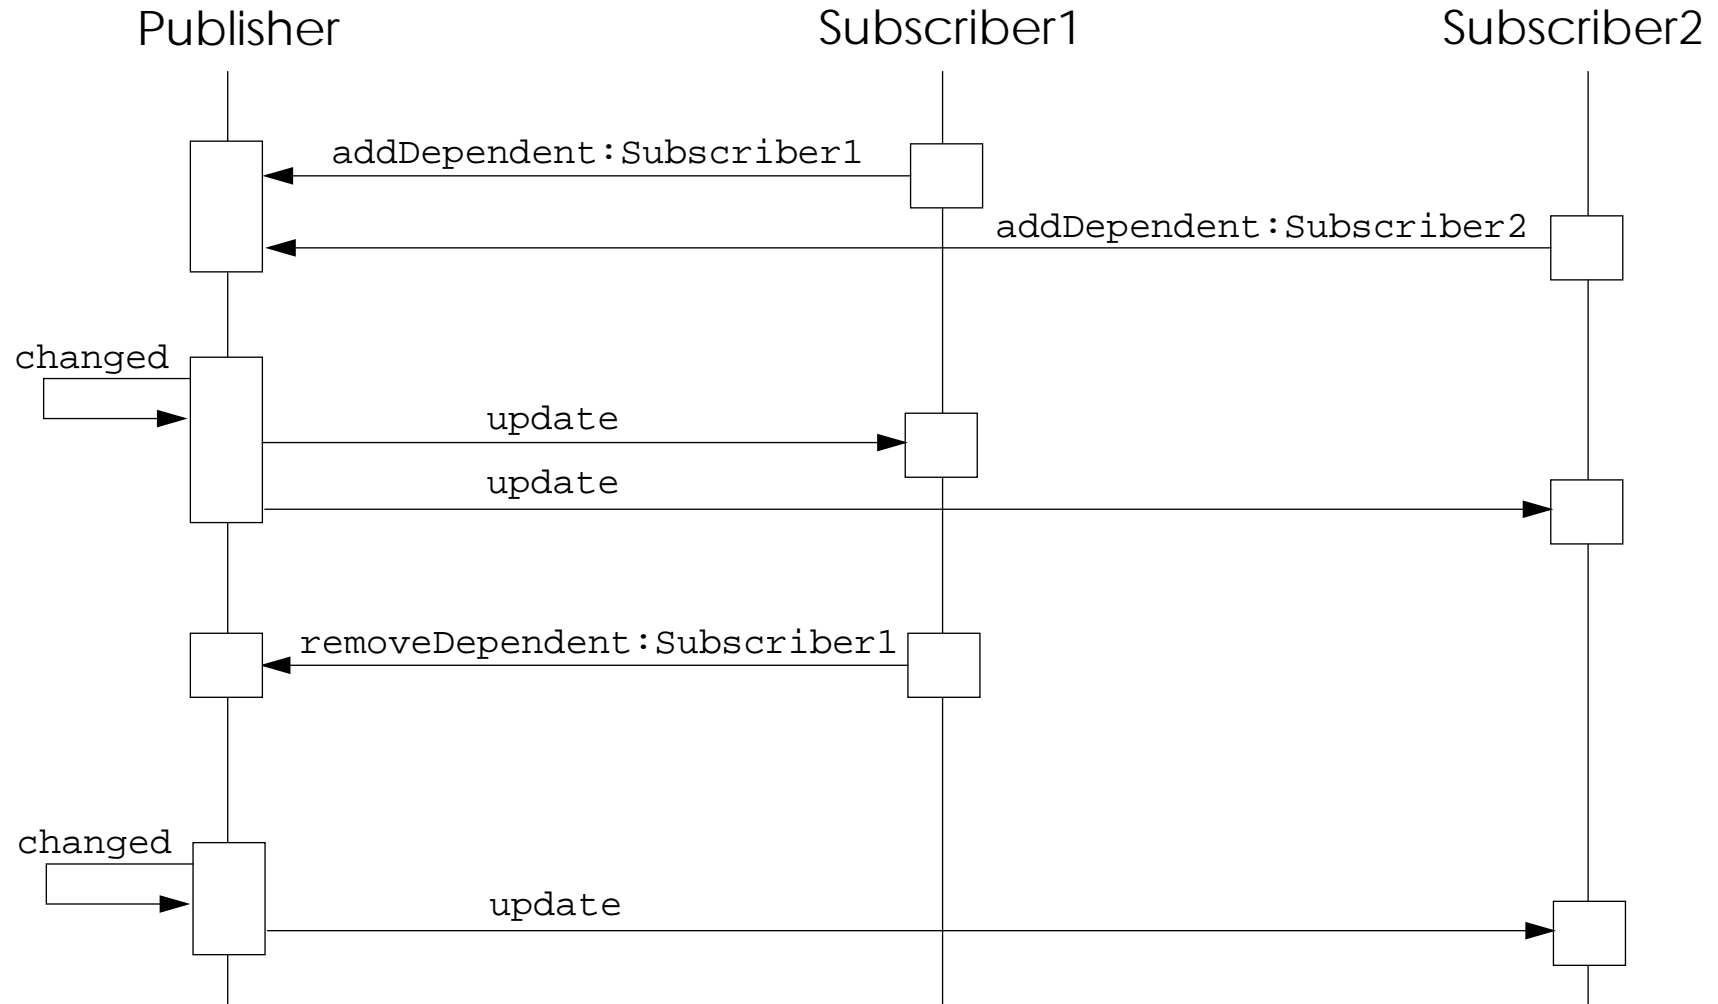 Publisher
Subscriber1
Subscriber2
addDependent:Subscriber1
addDependent:Subscriber2
changed
update
update
removeDependent:Subscriber1
changed
update